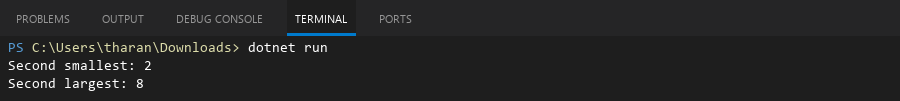 PROBLEMS OUTPUT DEBUG CONSOLE TERMINAL PORTS
PS C:\Users\tharan\Downloads> dotnet run
Second smallest: 2
Second largest: 8